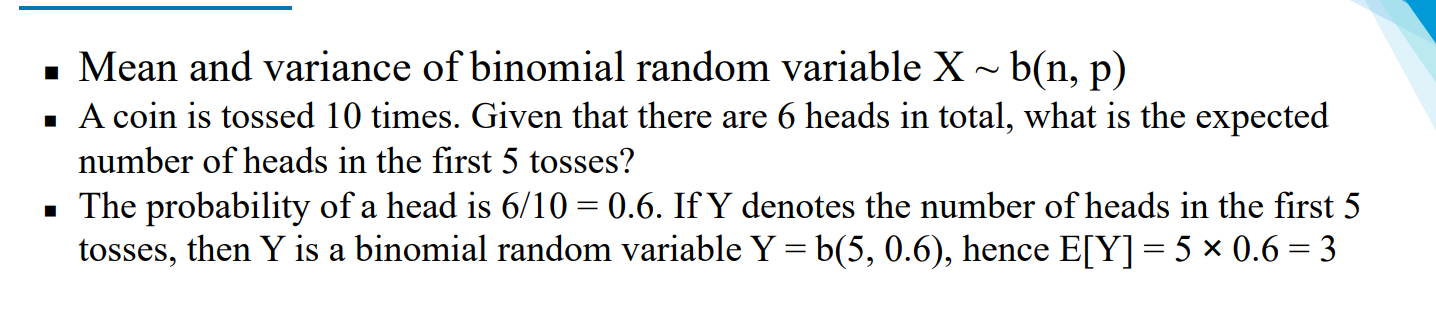 ▪ Mean and variance of binomial random variable X ~ b(n, p)
▪ A coin is tossed 10 times. Given that there are 6 heads in total, what is the expected
number of heads in the first 5 tosses?
▪ The probability of a head is 6/10 = 0.6. If Y denotes the number of heads in the first 5
tosses, then Y is a binomial random variable Y = b(5, 0.6), hence E[Y] = 5 × 0.6 = 3